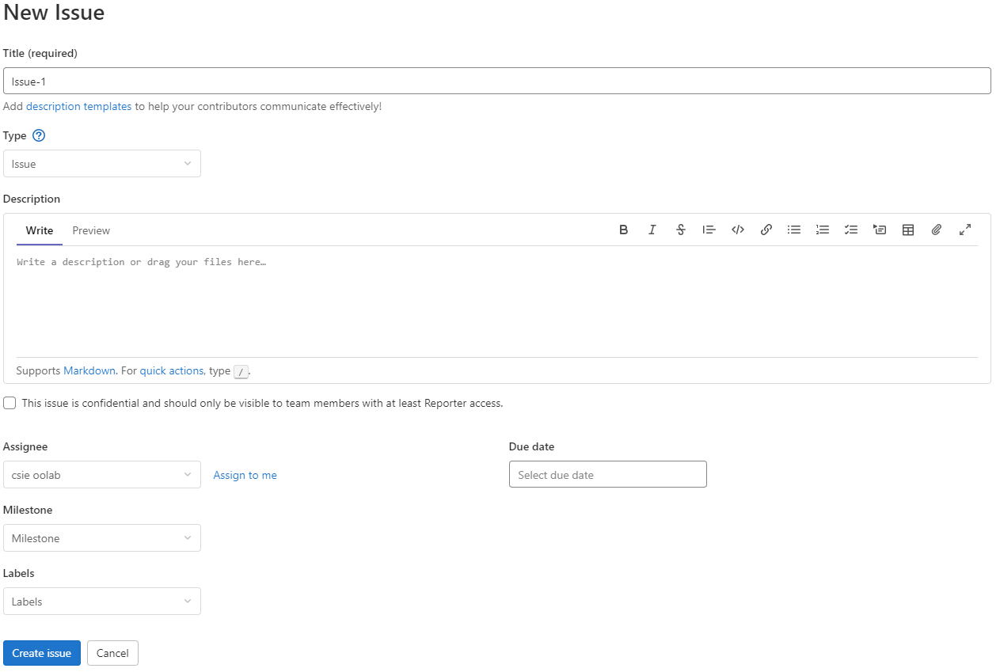 New Issue
Title (required)
Issue-1
Add description templates to help your contributors communicate effectively!
Type
Issue
Description
Write Preview
Write a description or drag your files here…
Supports Markdown. For quick actions, type /.
This issue is confidential and should only be visible to team members with at least Reporter access.
Assignee Due date
csie oolab Assign to me Select due date
Milestone
Milestone
Labels
Labels
Create issue Cancel